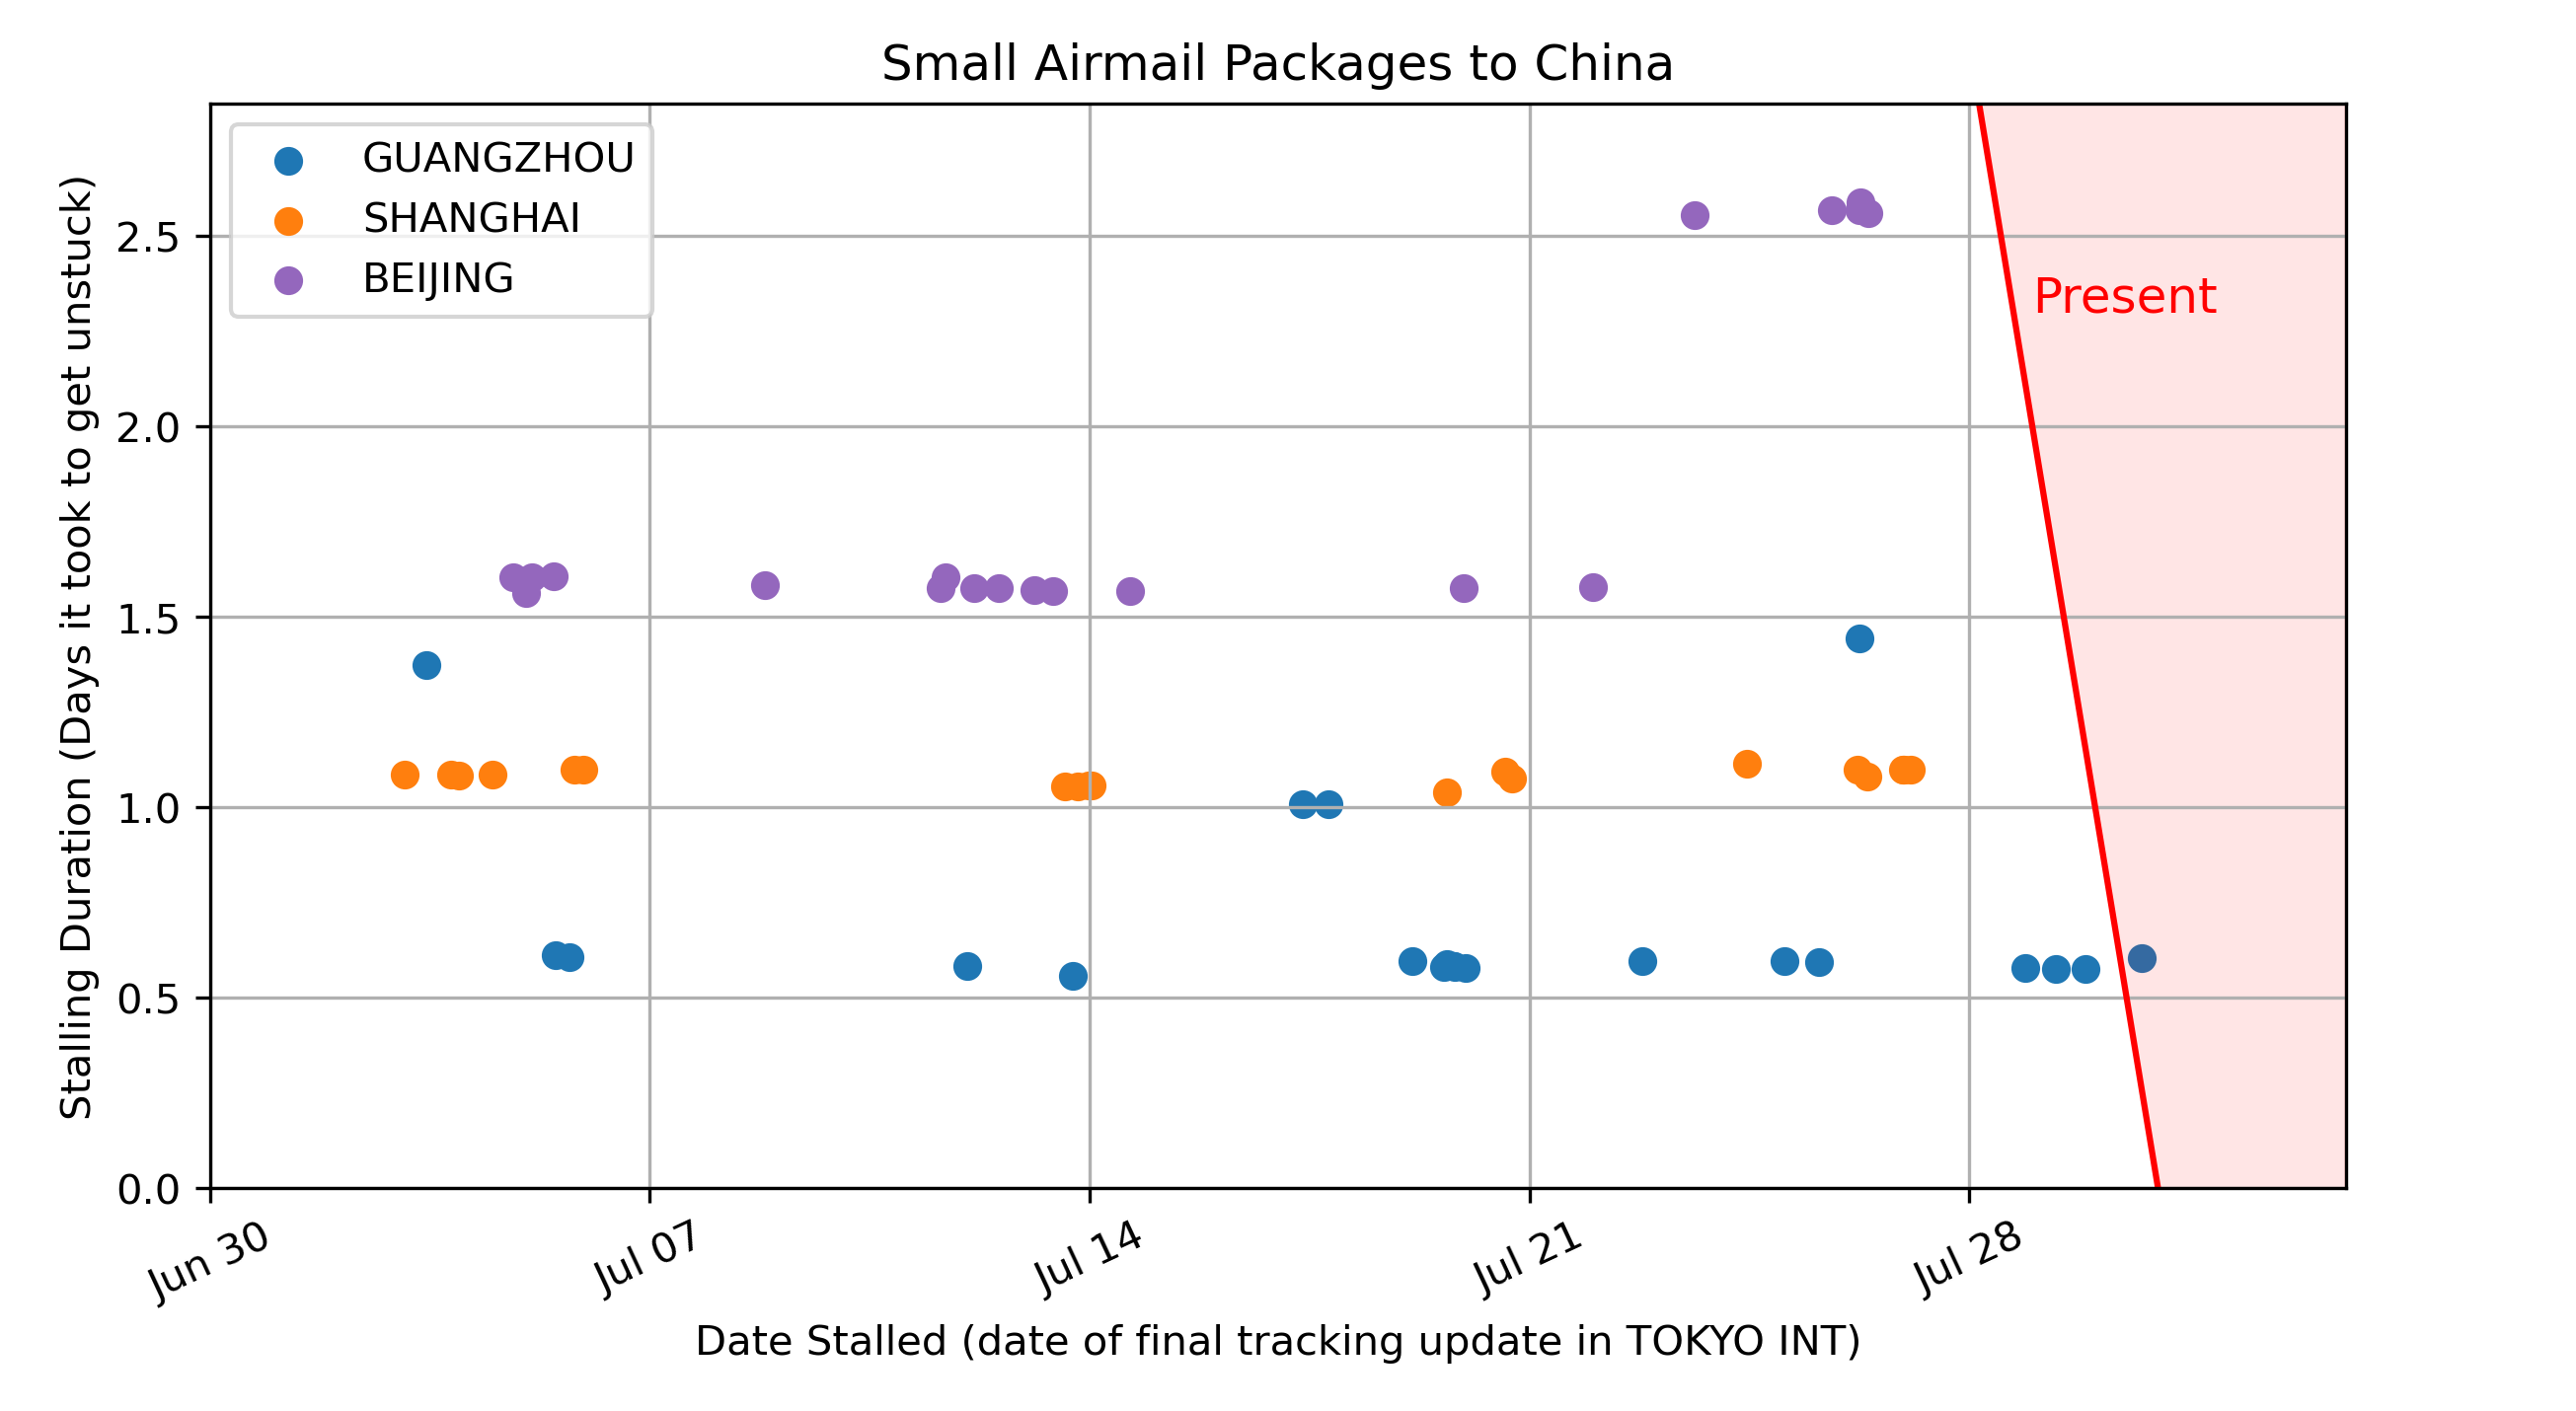 Small Airmail Packages to China
GUANGZHOU
SHANGHAI
BEIJING
Present
Stalling Duration (Days it took to get unstuck)
2.5
2.0
1.5
1.0
0.5
0.0
Jun 30
Jul 07
Jul 14
Jul 21
Jul 28
Date Stalled (date of final tracking update in TOKYO INT)